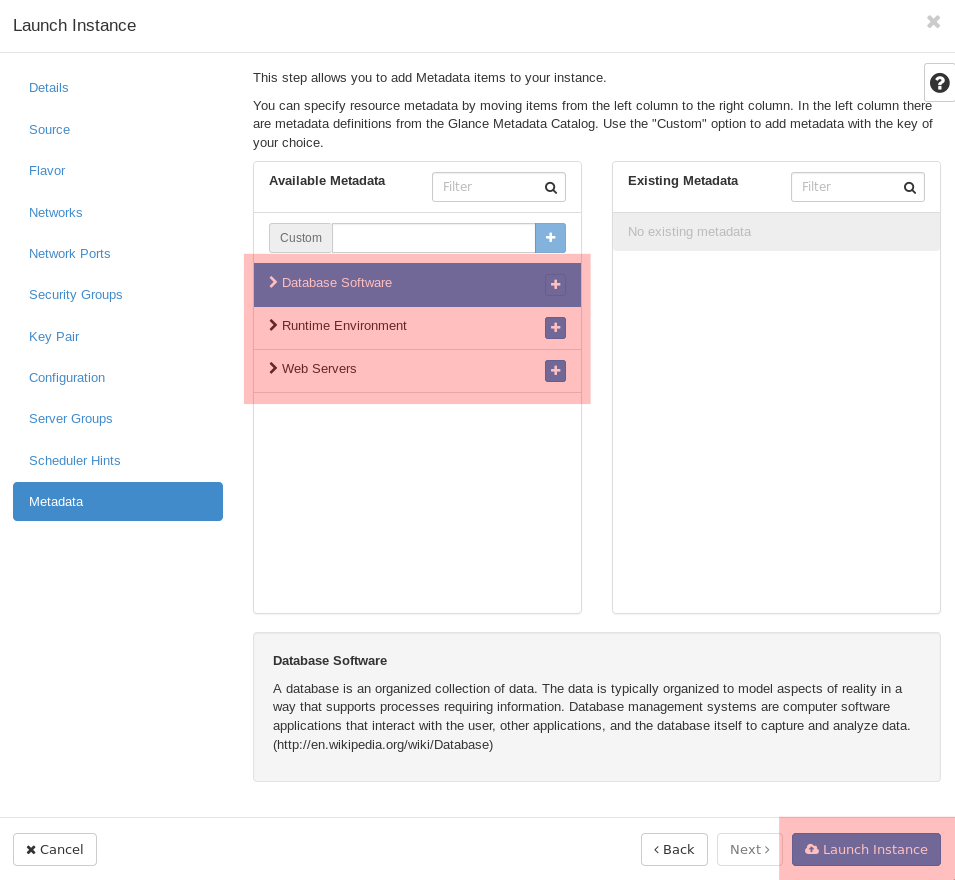 Launch Instance
Details
Source
Flavor
Networks
Network Ports
Security Groups
Key Pair
Configuration
Server Groups
Scheduler Hints
Metadata
This step allows you to add Metadata items to your instance.
You can specify resource metadata by moving items from the left column to the right column. In the left column there
are metadata definitions from the Glance Metadata Catalog. Use the "Custom" option to add metadata with the key of
your choice.
Available Metadata
Filter
Custom
Database Software
Runtime Environment
Web Servers
Existing Metadata
Filter
No existing metadata
Database Software
A database is an organized collection of data. The data is typically organized to model aspects of reality in a
way that supports processes requiring information. Database management systems are computer software
applications that interact with the user, other applications, and the database itself to capture and analyze data.
(http://en.wikipedia.org/wiki/Database)
Cancel
Back
Next
Launch Instance